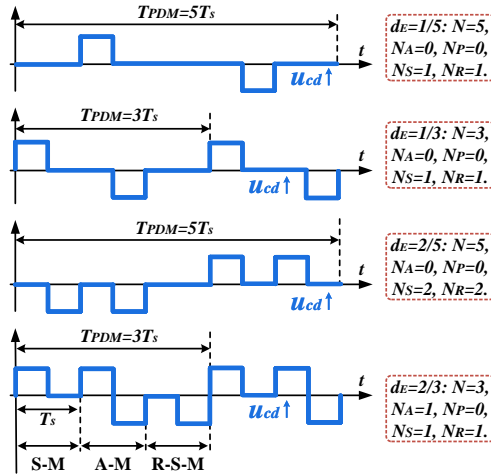 TPDM=5Ts
t
ucd
dE=1/5: N=5,
NA=0, NP=0,
NS=1, NR=1.
TPDM=3Ts
t
ucd
dE=1/3: N=3,
NA=0, NP=0,
NS=1, NR=1.
TPDM=5Ts
t
ucd
dE=2/5: N=5,
NA=0, NP=0,
NS=2, NR=2.
TPDM=3Ts
t
Ts
ucd
S-M A-M R-S-M
dE=2/3: N=3,
NA=1, NP=0,
NS=1, NR=1.